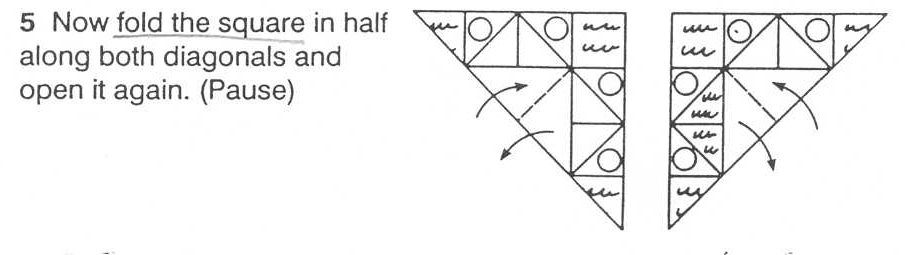 5 Now fold the square in half
along both diagonals and
open it again. (Pause)